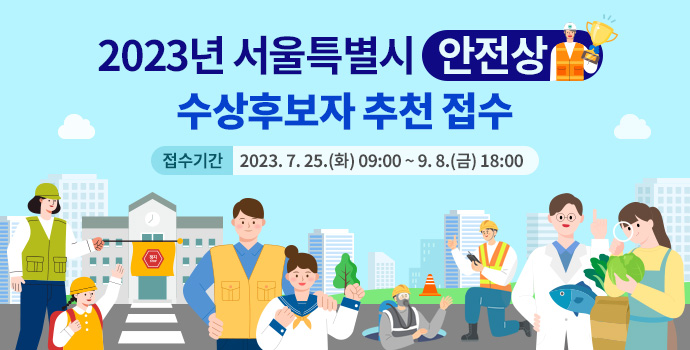 2023년 서울특별시 안전상
수상후보자 추천 접수
접수기간 2023. 7. 25.(화) 09:00 ~ 9. 8.(금) 18:00